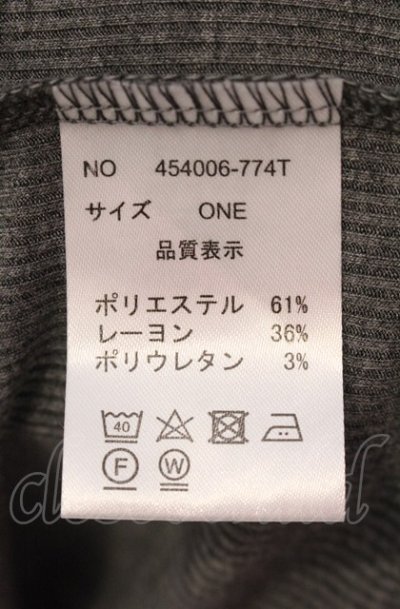 NO 454006-774T
サイズ ONE
品質表示
ポリエステル 61%
レーヨン 36%
ポリウレタン 3%
40
F W